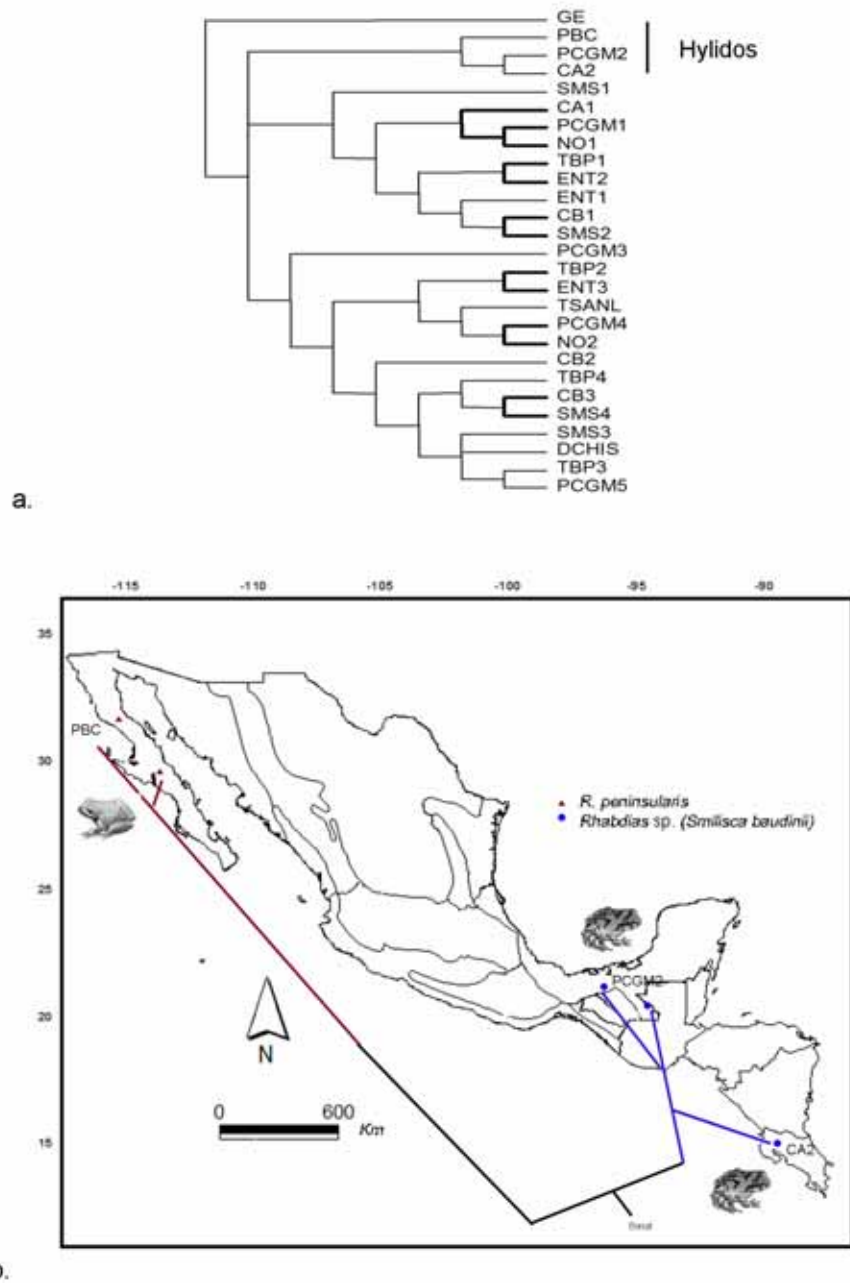 GE
PBC
PCGM2
CA2
Hylidos
SMS1
CA1
PCGM1
NO1
TBP1
ENT2
ENT1
CB1
SMS2
PCGM3
TBP2
ENT3
TSANL
PCGM4
NO2
CB2
TBP4
CB3
SMS4
SMS3
DCHIS
TBP3
PCGM5
a.
-115 -110 -105 -100 -95 -90
35
PBC
30
R. peninsularis
Rhabdias sp. (Smilisca baudinii)
25
PCGM2
20
N
0 600
Km
15
CA2